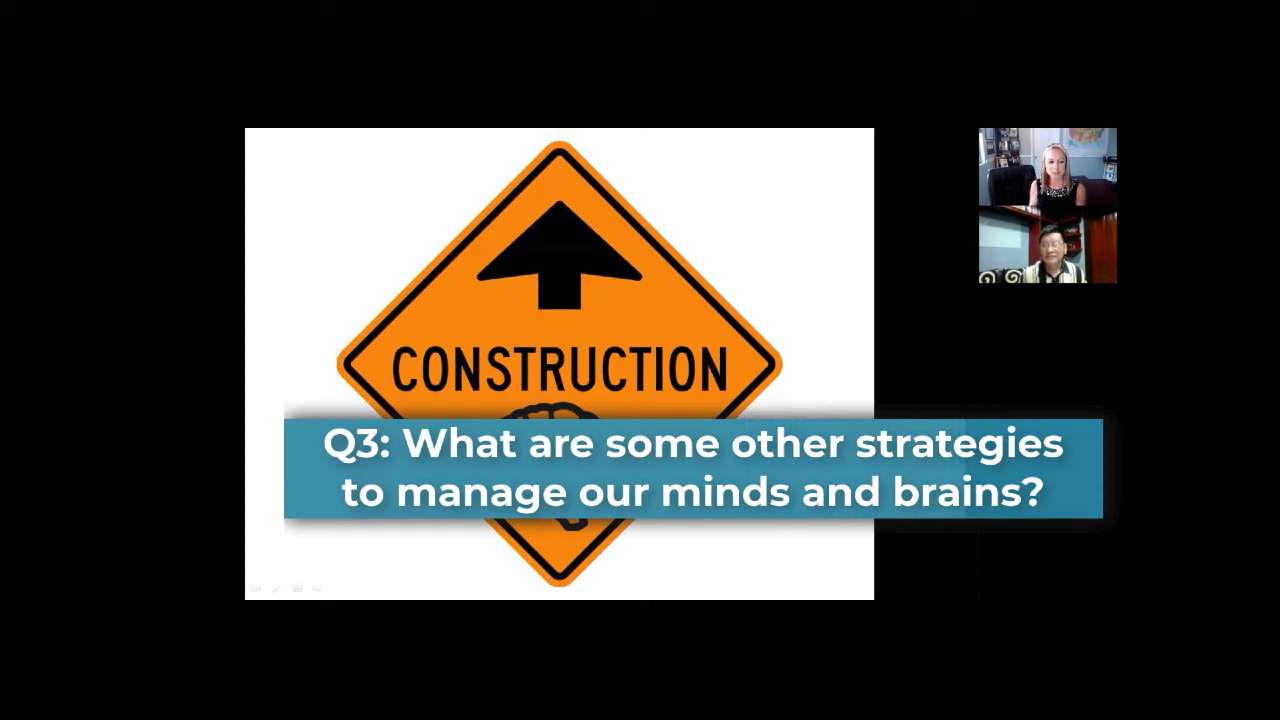 CONSTRUCTION
Q3: What are some other strategies
to manage our minds and brains?